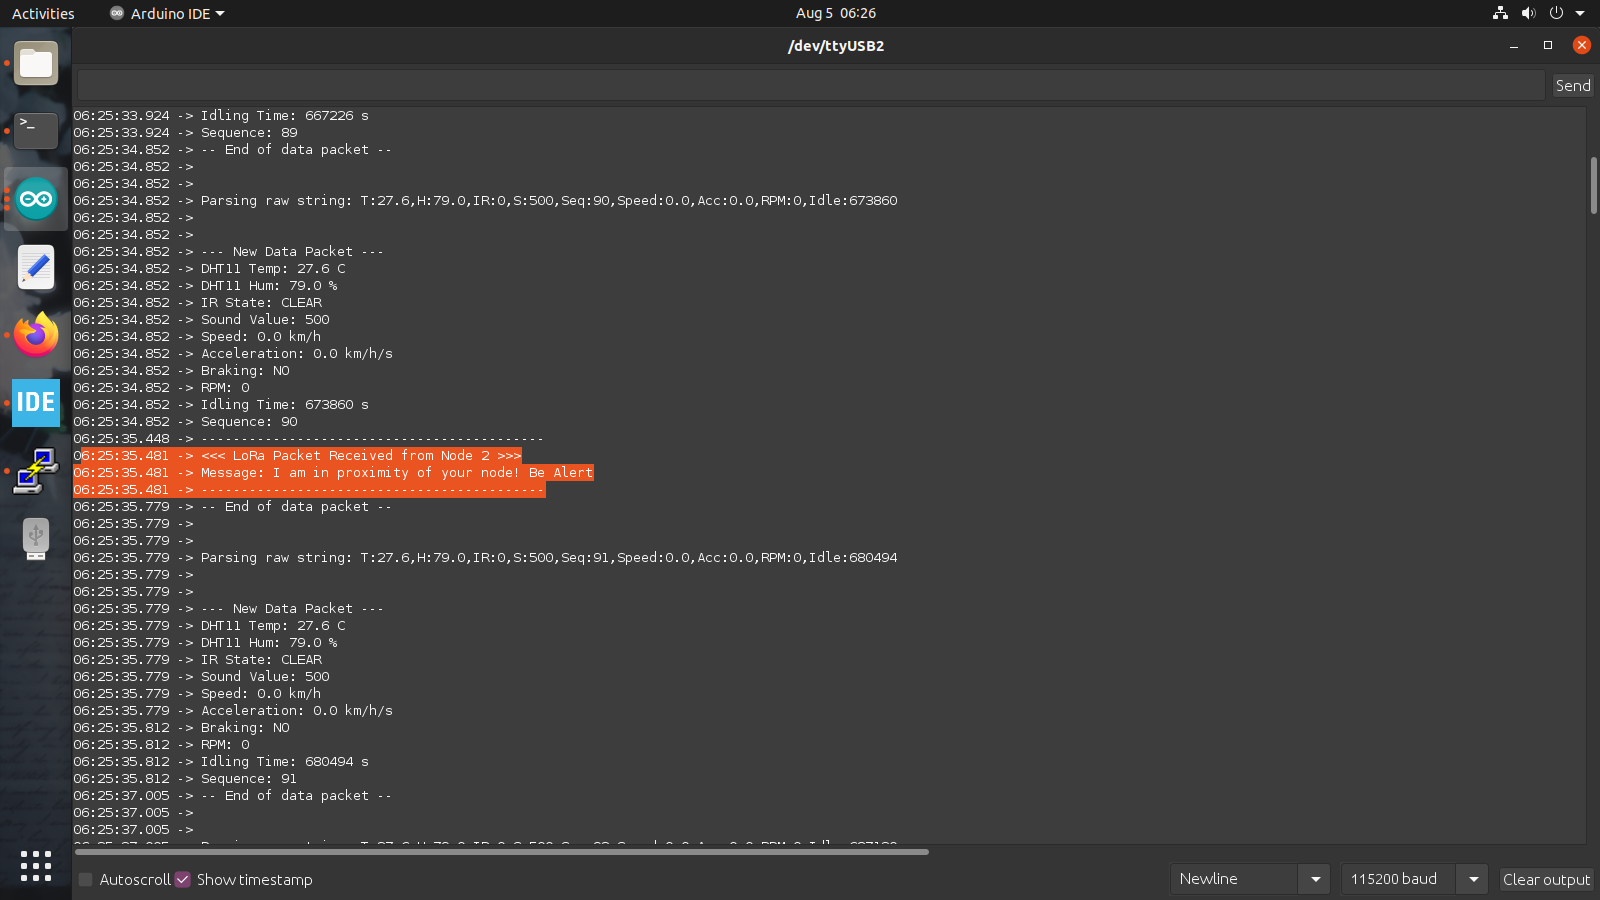 Activities
Arduino IDE
Aug 5 06:26
/dev/ttyUSB2
Send
06:25:33.924 -> Idling Time: 667226 s
06:25:33.924 -> Sequence: 89
06:25:34.852 -> -- End of data packet --
06:25:34.852 ->
06:25:34.852 ->
06:25:34.852 -> Parsing raw string: T:27.6,H:79.0,IR:0,S:500,Seq:90,Speed:0.0,Acc:0.0,RPM:0,Idle:673860
06:25:34.852 ->
06:25:34.852 ->
06:25:34.852 -> --- New Data Packet ---
06:25:34.852 -> DHT11 Temp: 27.6 C
06:25:34.852 -> DHT11 Hum: 79.0 %
06:25:34.852 -> IR State: CLEAR
06:25:34.852 -> Sound Value: 500
06:25:34.852 -> Speed: 0.0 km/h
06:25:34.852 -> Acceleration: 0.0 km/h/s
06:25:34.852 -> Braking: NO
06:25:34.852 -> RPM: 0
06:25:34.852 -> Idling Time: 673860 s
06:25:34.852 -> Sequence: 90
06:25:35.448 -> -------------------------------------------
06:25:35.481 -> <<< LoRa Packet Received from Node 2 >>>
06:25:35.481 -> Message: I am in proximity of your node! Be Alert
06:25:35.481 -> -------------------------------------------
06:25:35.779 -> -- End of data packet --
06:25:35.779 ->
06:25:35.779 ->
06:25:35.779 -> Parsing raw string: T:27.6,H:79.0,IR:0,S:500,Seq:91,Speed:0.0,Acc:0.0,RPM:0,Idle:680494
06:25:35.779 ->
06:25:35.779 ->
06:25:35.779 -> --- New Data Packet ---
06:25:35.779 -> DHT11 Temp: 27.6 C
06:25:35.779 -> DHT11 Hum: 79.0 %
06:25:35.779 -> IR State: CLEAR
06:25:35.779 -> Sound Value: 500
06:25:35.779 -> Speed: 0.0 km/h
06:25:35.779 -> Acceleration: 0.0 km/h/s
06:25:35.812 -> Braking: NO
06:25:35.812 -> RPM: 0
06:25:35.812 -> Idling Time: 680494 s
06:25:35.812 -> Sequence: 91
06:25:37.005 -> -- End of data packet --
06:25:37.005 ->
06:25:37.005 ->
IDE
Autoscroll
Show timestamp
Newline
115200 baud
Clear output